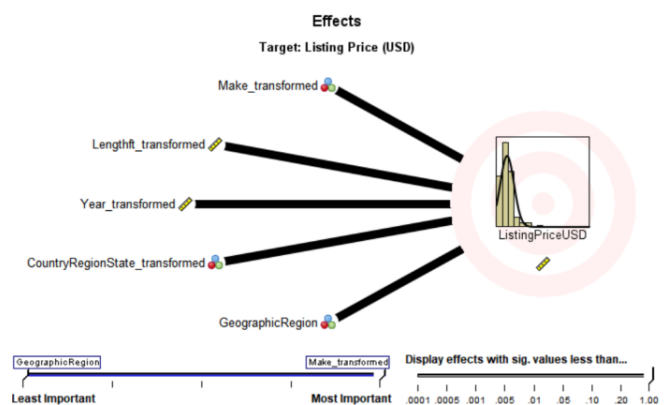 Effects
Target: Listing Price (USD)
Make_transformed
Lengthft_transformed
Year_transformed
CountryRegionState_transformed
GeographicRegion
ListingPriceUSD
GeographicRegion Make_transformed
Least Important Most Important
Display effects with sig. values less than...
.0001 .0005 .001 .005 .01 .05 .10 .20 1.00